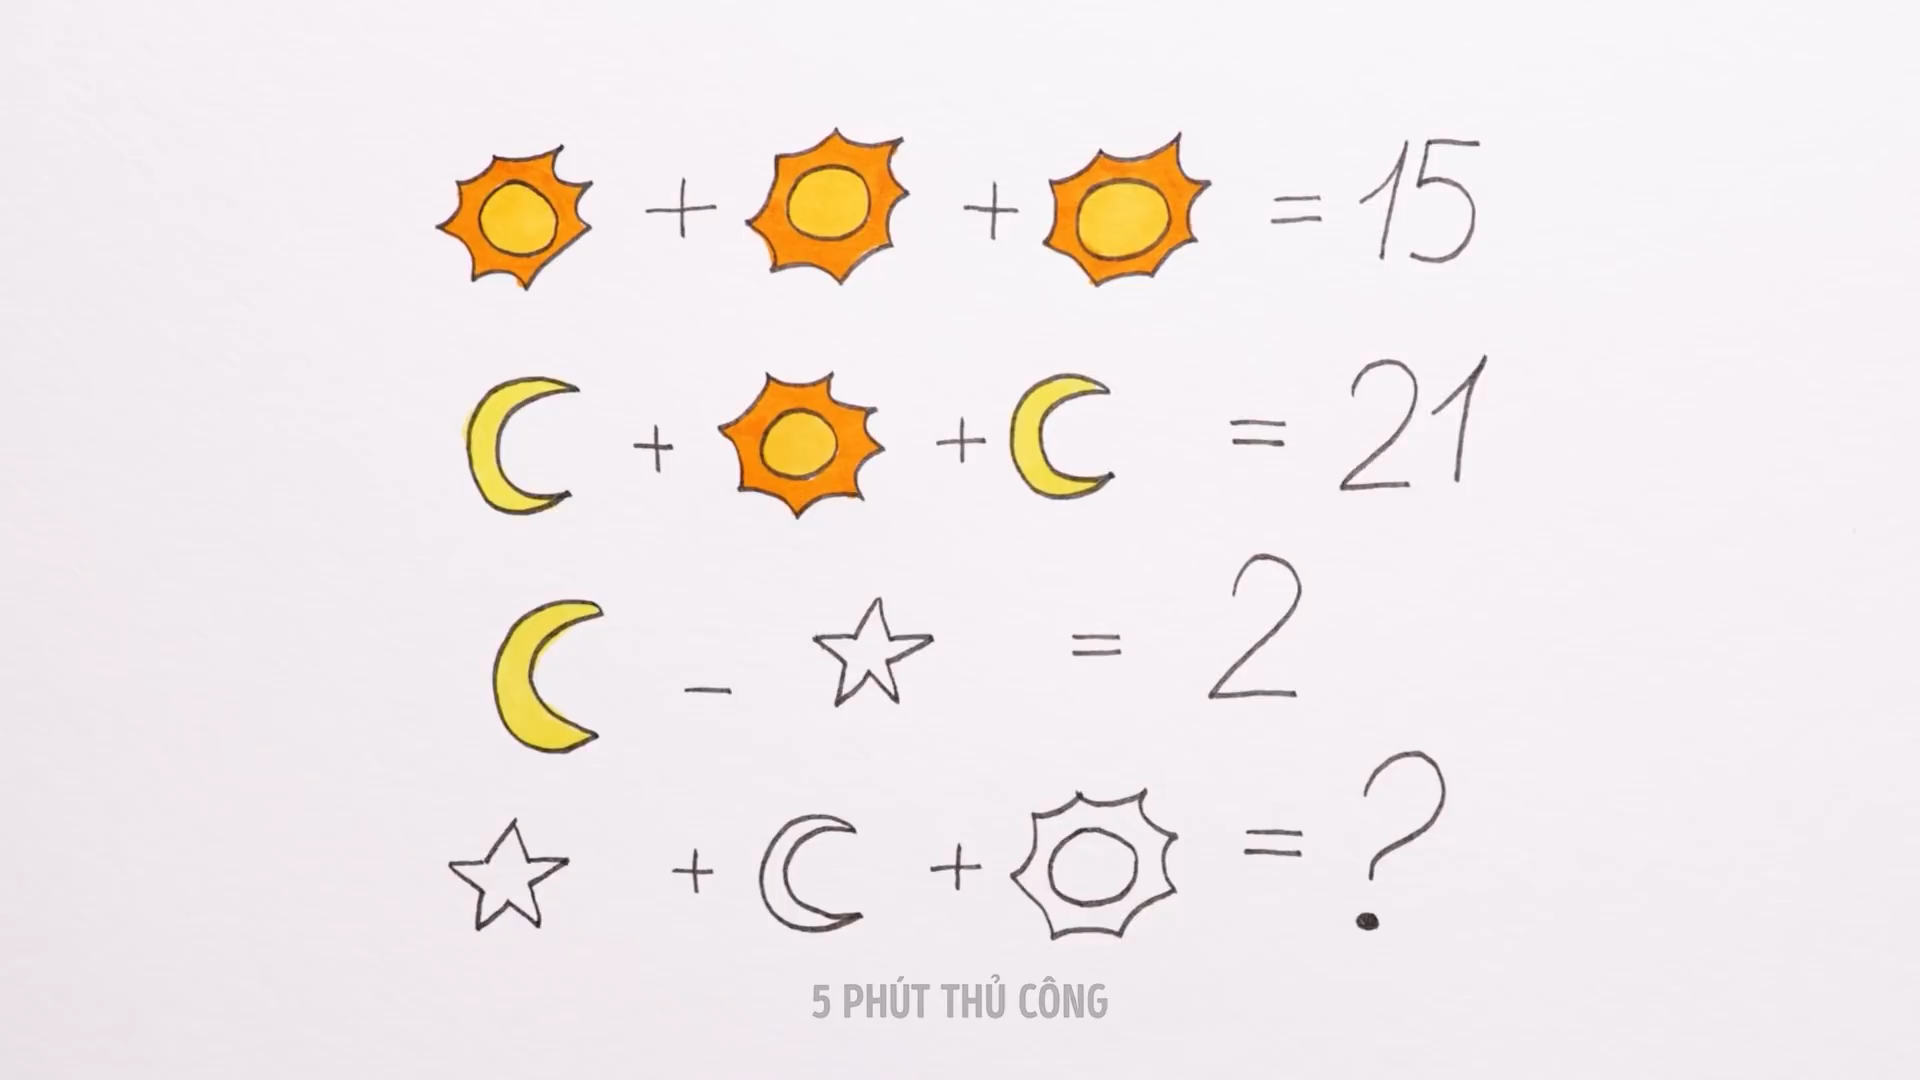 + + = 15
+ + = 21
- = 2
+ + = ?
5 PHÚT THỦ CÔNG